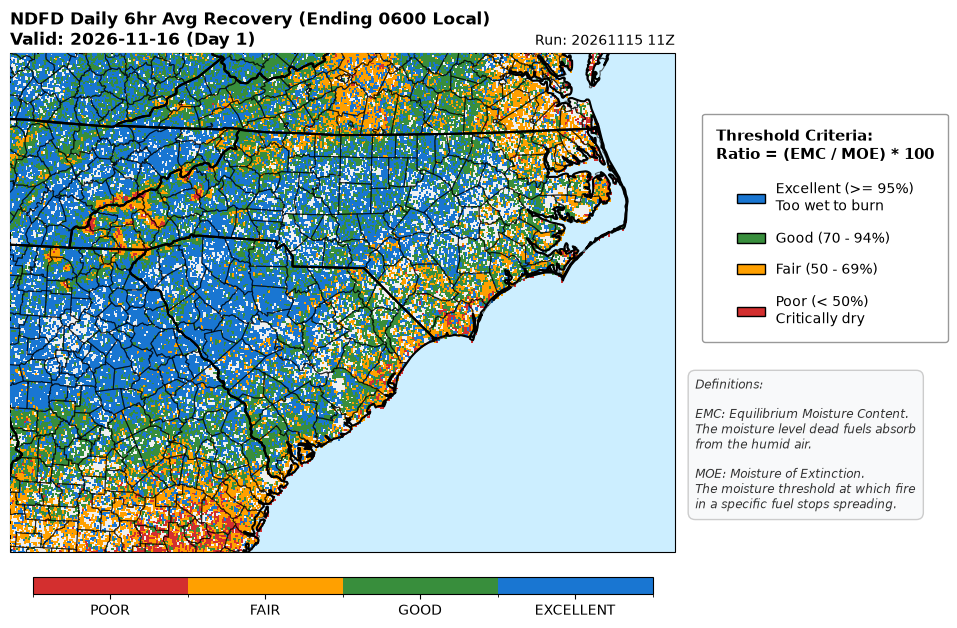 NDFD Daily 6hr Avg Recovery (Ending 0600 Local)
Valid: 2026-11-16 (Day 1)
Run: 20261115 11Z
Threshold Criteria:
Ratio = (EMC / MOE) * 100
Excellent (>= 95%)
Too wet to burn
Good (70 - 94%)
Fair (50 - 69%)
Poor (< 50%)
Critically dry
Definitions:
EMC: Equilibrium Moisture Content.
The moisture level dead fuels absorb
from the humid air.
MOE: Moisture of Extinction.
The moisture threshold at which fire
in a specific fuel stops spreading.
POOR FAIR GOOD EXCELLENT